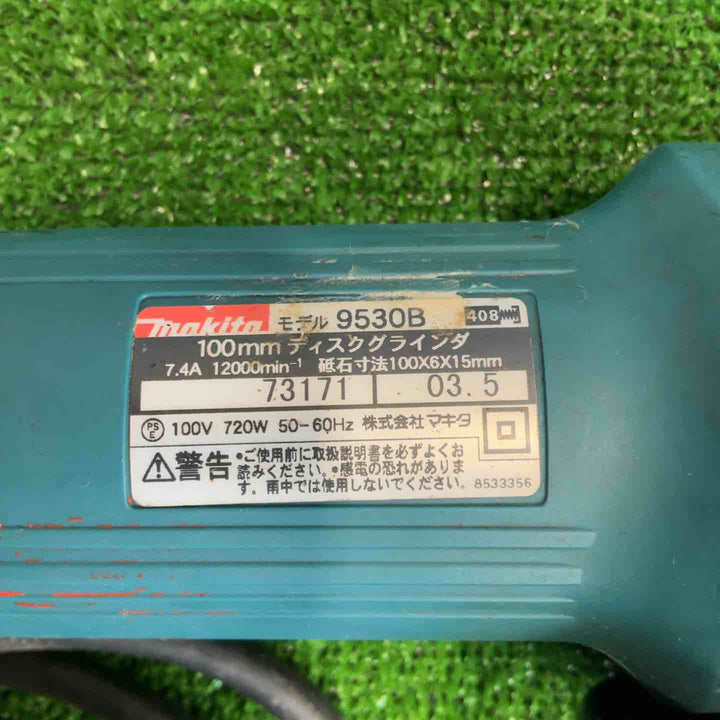 makita モデル 9530B 408
100mm ディスクグラインダ
7.4A 12000min⁻¹ 砥石寸法100X6X15mm
73171 03.5
PS E 100V 720W 50-60Hz 株式会社マキタ
警告 •ご使用前に取扱説明書を必ずよくお
読みください。•感電の恐れがありま
す。雨中では使用しないでください。 8533356